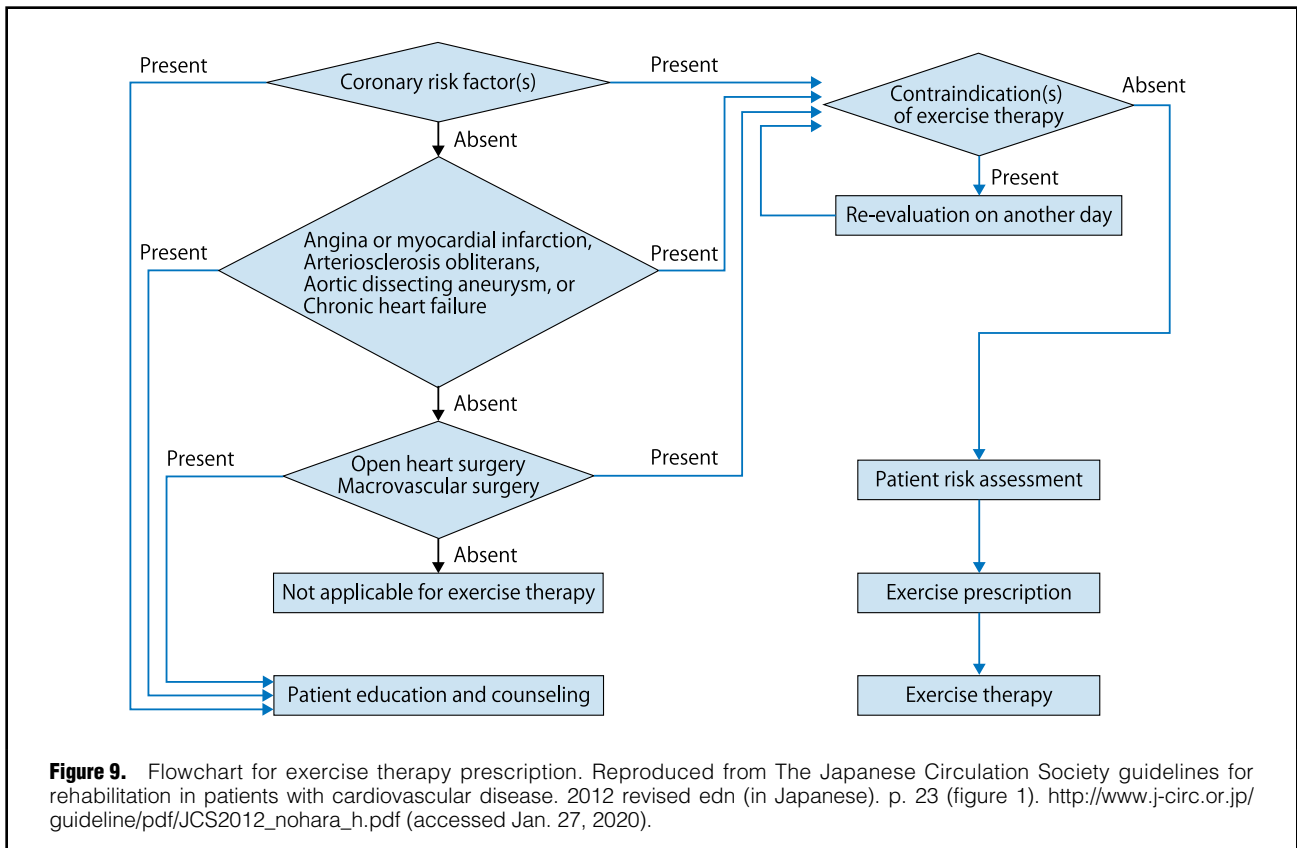 Present
Coronary risk factor(s)
Present
Contraindication(s)
of exercise therapy
Absent
Absent
Present
Re-evaluation on another day
Present
Angina or myocardial infarction,
Arteriosclerosis obliterans,
Aortic dissecting aneurysm, or
Chronic heart failure
Present
Absent
Present
Open heart surgery
Macrovascular surgery
Present
Patient risk assessment
Absent
Not applicable for exercise therapy
Exercise prescription
Patient education and counseling
Exercise therapy
Figure 9. Flowchart for exercise therapy prescription. Reproduced from The Japanese Circulation Society guidelines for
rehabilitation in patients with cardiovascular disease. 2012 revised edn (in Japanese). p. 23 (figure 1). http://www.j-circ.or.jp/
guideline/pdf/JCS2012_nohara_h.pdf (accessed Jan. 27, 2020).